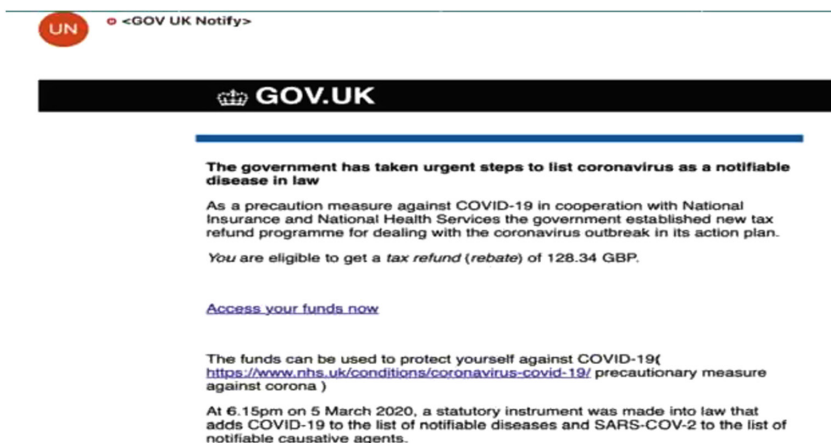 UN
<GOV UK Notify>
GOV.UK
The government has taken urgent steps to list coronavirus as a notifiable
disease in law
As a precaution measure against COVID-19 in cooperation with National
Insurance and National Health Services the government established new tax
refund programme for dealing with the coronavirus outbreak in its action plan.
You are eligible to get a tax refund (rebate) of 128.34 GBP.
Access your funds now
The funds can be used to protect yourself against COVID-19(
https://www.nhs.uk/conditions/coronavirus-covid-19/ precautionary measure
against corona )
At 6.15pm on 5 March 2020, a statutory instrument was made into law that
adds COVID-19 to the list of notifiable diseases and SARS-COV-2 to the list of
notifiable causative agents.